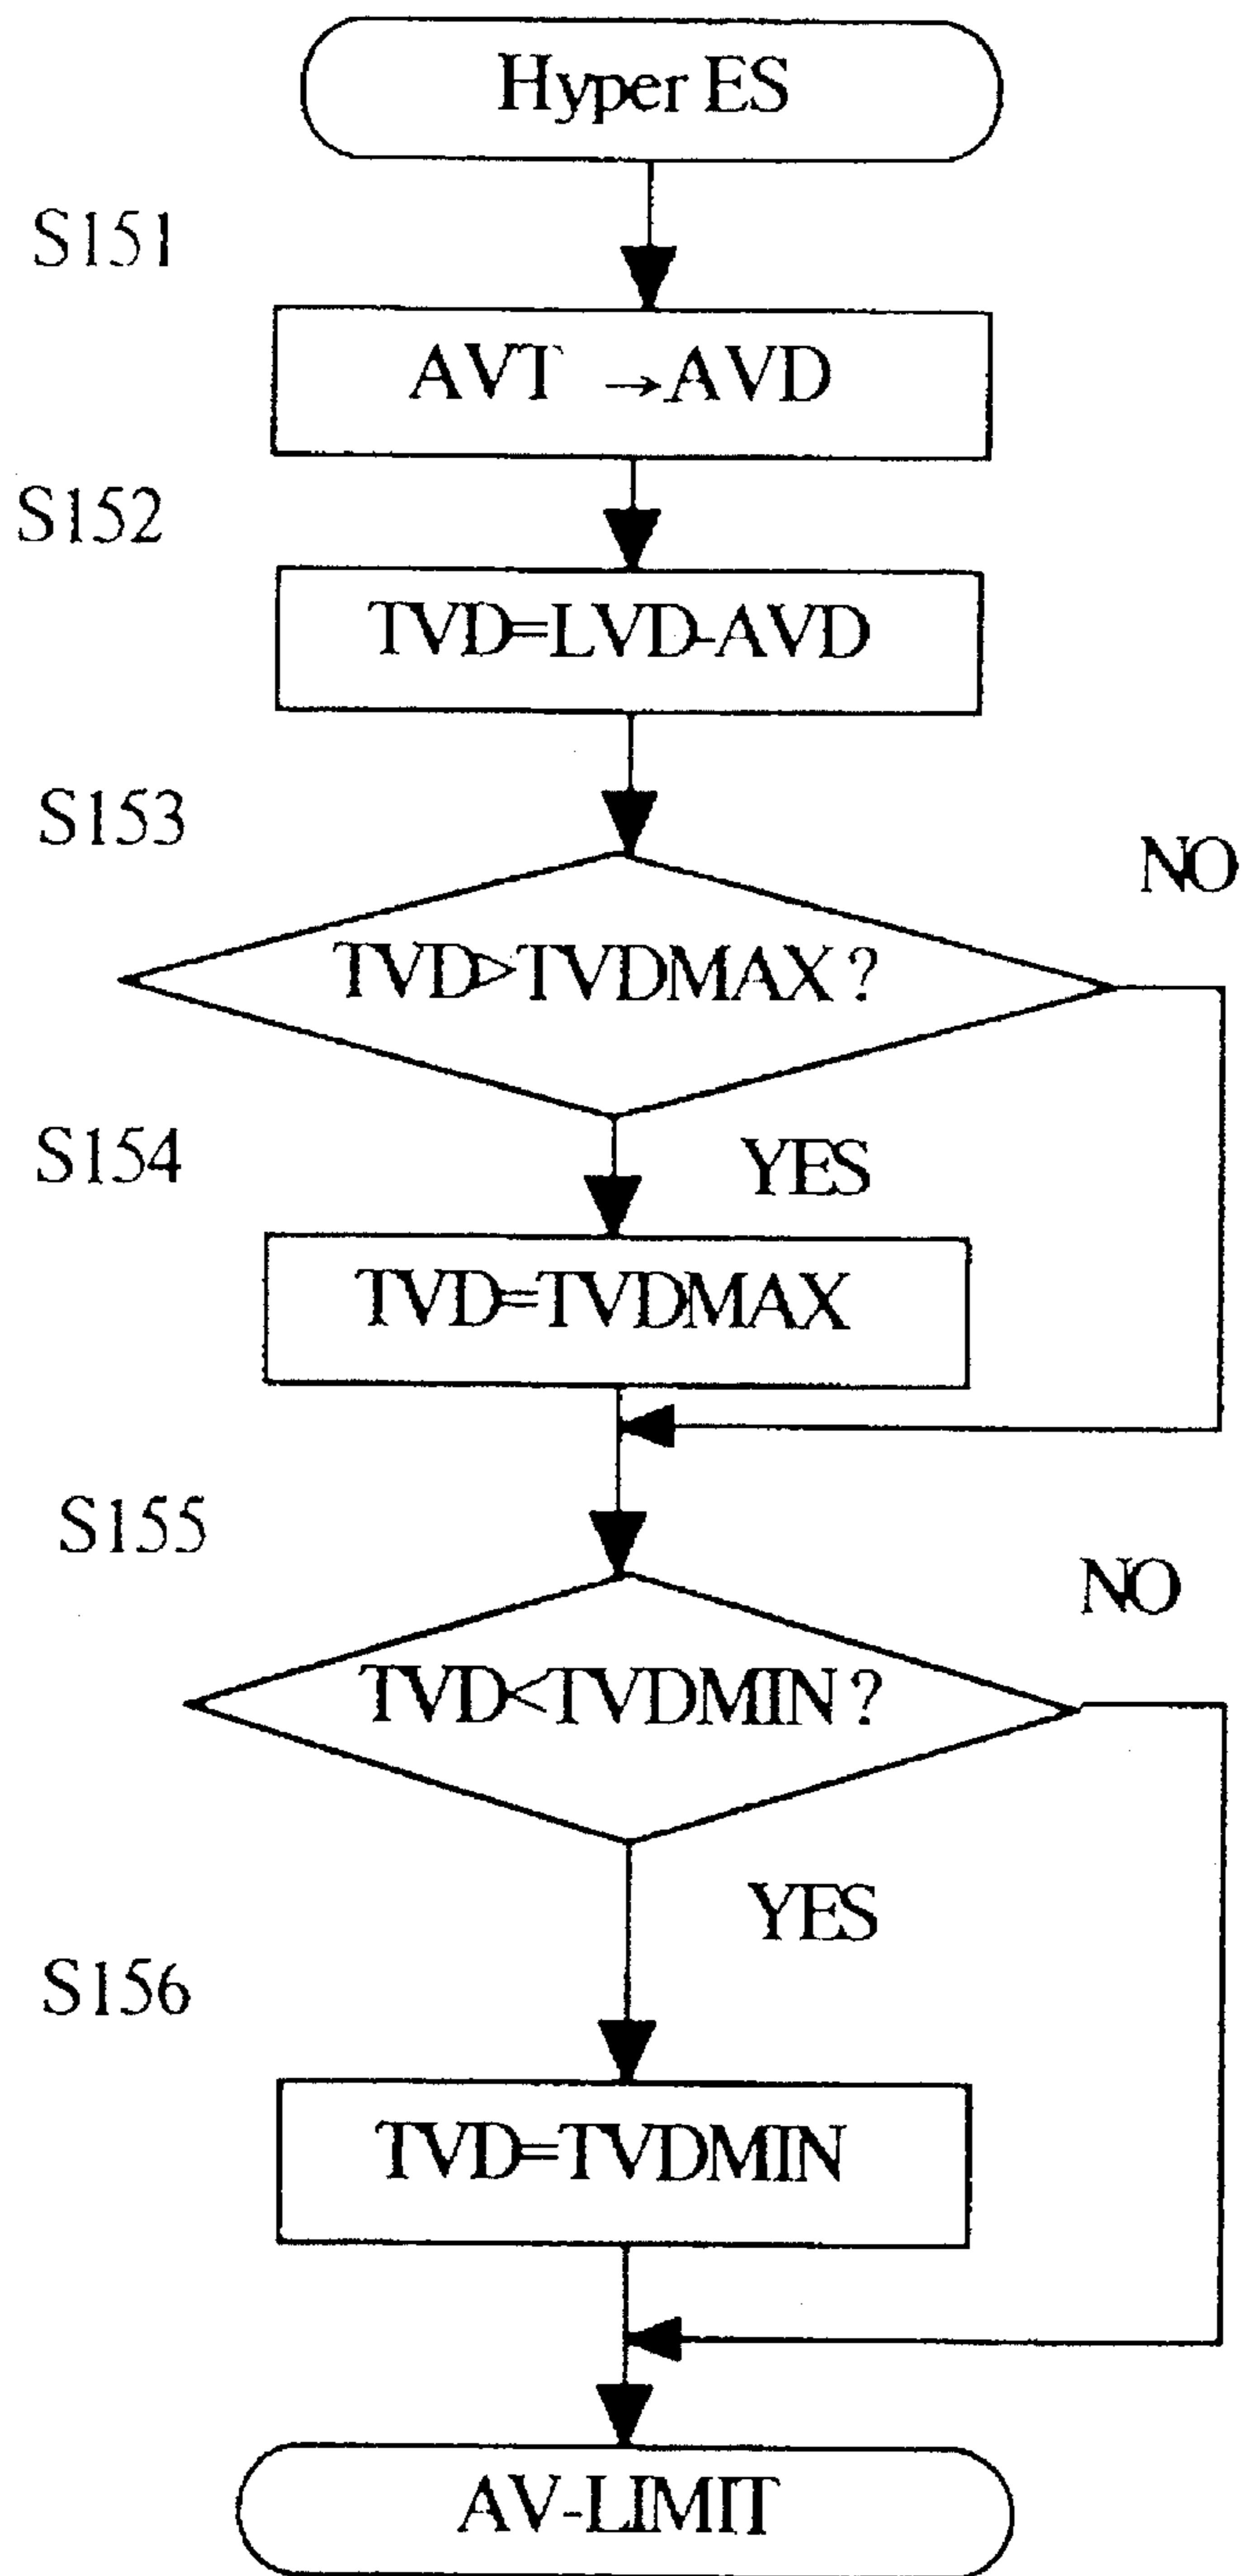 Hyper ES
S151
AVT →AVD
S152
TVD=LVD-AVD
S153
NO
TVD>TVDMAX?
S154
YES
TVD=TVDMAX
S155
NO
TVD<TVDMIN?
YES
S156
TVD=TVDMIN
AV-LIMIT